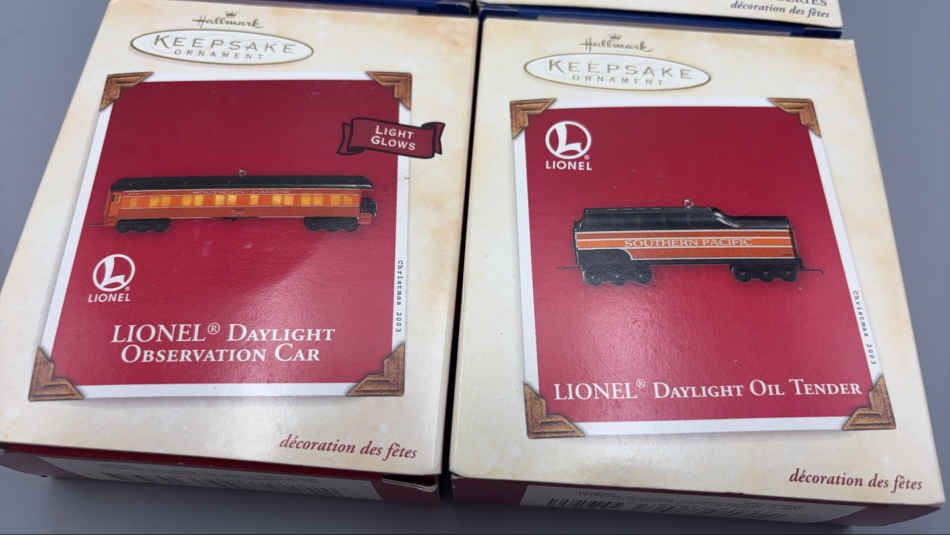 décoration des fêtes
Hallmark
KEEPSAKE
ORNAMENT
LIGHT
GLOWS
LIONEL
Christmas 2003
LIONEL® DAYLIGHT
OBSERVATION CAR
décoration des fêtes
Hallmark
KEEPSAKE
ORNAMENT
L
LIONEL
SOUTHERN PACIFIC
Christmas 2003
LIONEL® DAYLIGHT OIL TENDER
décoration des fêtes